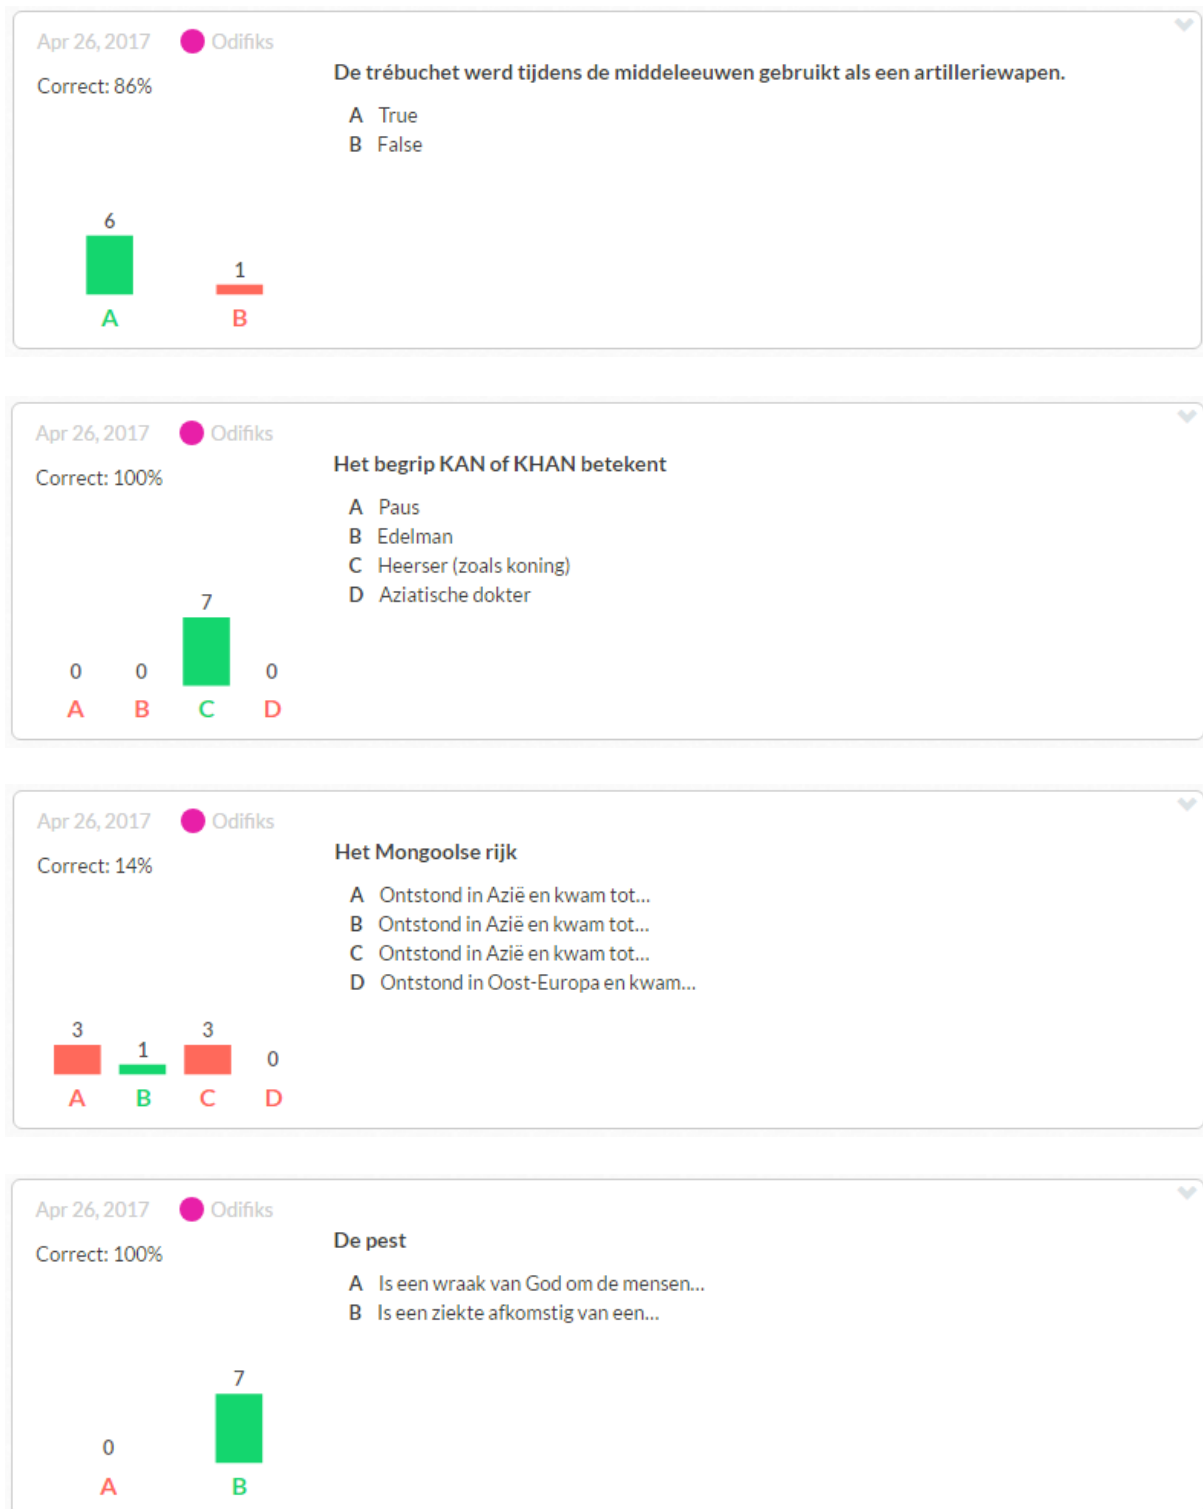 Apr 26, 2017 Odifiks
Correct: 86%
De trébuchet werd tijdens de middeleeuwen gebruikt als een artilleriewapen.
A True
B False
6
1
A B
Apr 26, 2017 Odifiks
Correct: 100%
Het begrip KAN of KHAN betekent
A Paus
B Edelman
C Heerser (zoals koning)
D Aziatische dokter
7
0 0 0
A B C D
Apr 26, 2017 Odifiks
Correct: 14%
Het Mongoolse rijk
A Ontstond in Azië en kwam tot...
B Ontstond in Azië en kwam tot...
C Ontstond in Azië en kwam tot...
D Ontstond in Oost-Europa en kwam...
3 1 3 0
A B C D
Apr 26, 2017 Odifiks
Correct: 100%
De pest
A Is een wraak van God om de mensen...
B Is een ziekte afkomstig van een...
7
0
A B